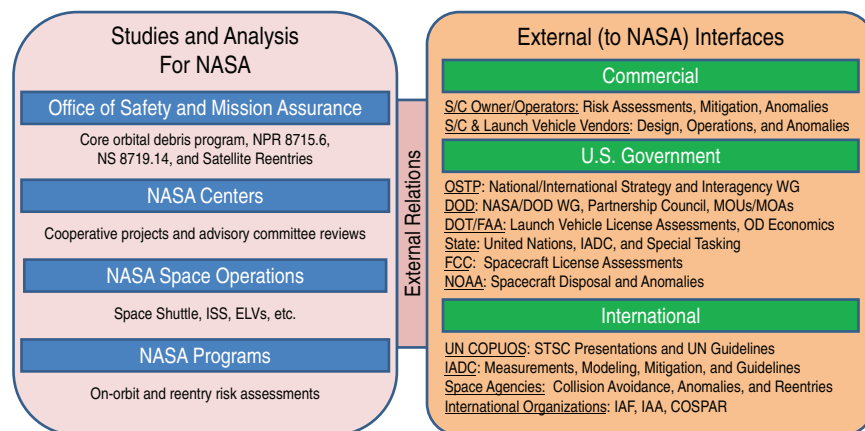 Studies and Analysis
For NASA
Office of Safety and Mission Assurance
Core orbital debris program, NPR 8715.6,
NS 8719.14, and Satellite Reentries
NASA Centers
Cooperative projects and advisory committee reviews
NASA Space Operations
Space Shuttle, ISS, ELVs, etc.
NASA Programs
On-orbit and reentry risk assessments
External Relations
External (to NASA) Interfaces
Commercial
S/C Owner/Operators: Risk Assessments, Mitigation, Anomalies
S/C & Launch Vehicle Vendors: Design, Operations, and Anomalies
U.S. Government
OSTP: National/International Strategy and Interagency WG
DOD: NASA/DOD WG, Partnership Council, MOUs/MOAs
DOT/FAA: Launch Vehicle License Assessments, OD Economics
State: United Nations, IADC, and Special Tasking
FCC: Spacecraft License Assessments
NOAA: Spacecraft Disposal and Anomalies
International
UN COPUOS: STSC Presentations and UN Guidelines
IADC: Measurements, Modeling, Mitigation, and Guidelines
Space Agencies: Collision Avoidance, Anomalies, and Reentries
International Organizations: IAF, IAA, COSPAR